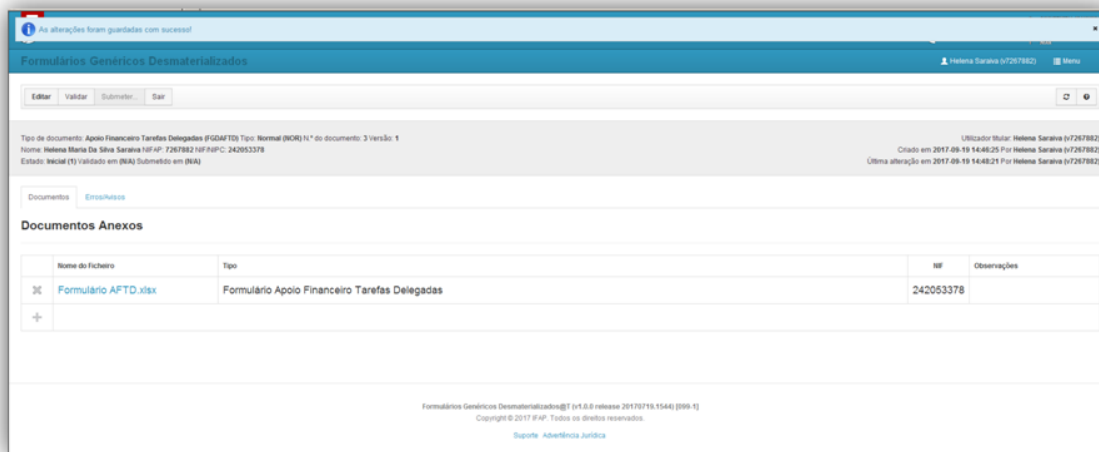 As alterações foram guardadas com sucesso!
Formulários Genéricos Desmaterializados
Helena Saraiva (v7267882) Menu
Editar Validar Submeter... Sair
Tipo de documento: Apoio Financeiro Tarefas Delegadas (FGDAFTD) Tipo: Normal (NOR) N.º do documento: 3 Versão: 1
Utilizador titular: Helena Saraiva (v7267882)
Nome: Helena Maria Da Silva Saraiva NIFAP: 7267882 NIF/NIPC: 242053378
Criado em 2017-09-19 14:46:25 Por Helena Saraiva (v7267882)
Estado: Inicial (1) Validado em (N/A) Submetido em (N/A)
Última alteração em 2017-09-19 14:48:21 Por Helena Saraiva (v7267882)
Documentos Erros/Avisos
Documentos Anexos
Nome do Ficheiro Tipo NIF Observações
Formulário AFTD.xlsx Formulário Apoio Financeiro Tarefas Delegadas 242053378
Formulários Genéricos Desmaterializados@T (v1.0.0 release 20170719.1544) [099-1]
Copyright © 2017 IFAP. Todos os direitos reservados.
Suporte Advertência Jurídica